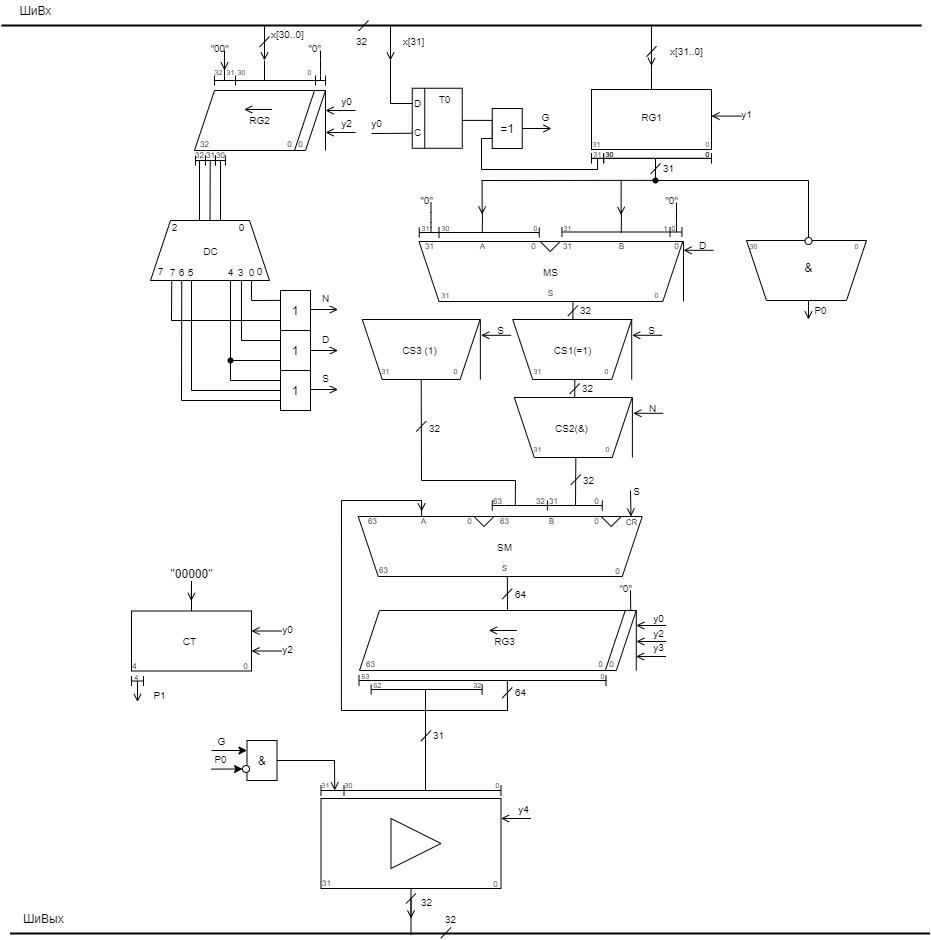 ШиВх
32
x[30..0] x[31] x[31..0]
"00" "0"
32 31 30 0
RG2
32 0 0
y0
y2
y0
D T0
C
=1
G
RG1
31 0
y1
31 30 0
31
32 31 30
2 0
DC
7 7 6 5 4 3 0 0
1
N
1
D
1
S
"0" "0"
31 30 0 31 1 0
31 A 0 31 B 0
MS
31 S 0
D
30 0
&
P0
32
CS3 (1)
31 0
S
CS1(=1)
31 0
S
32
CS2(&)
31 0
N
32
32
63 32 31 0
S
63 A 0 63 B 0 CR
SM
63 S 0
64
"0"
RG3
63 0 0
y0
y2
y3
63 0
62 32
64
31
"00000"
CT
4 0
y0
y2
4
P1
G
P0
&
31 30 0
y4
31 0
32
ШиВых
32